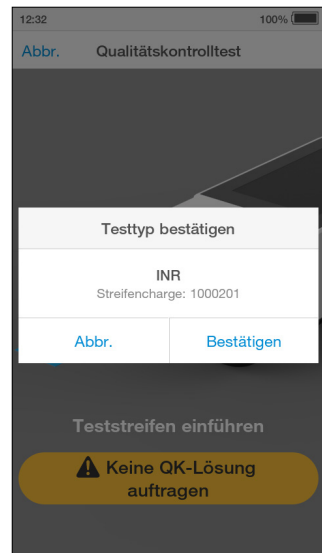 12:32 100%
Abbr. Qualitätskontrolltest
Testtyp bestätigen
INR
Streifencharge: 1000201
Abbr. Bestätigen
Teststreifen einführen
Keine QK-Lösung
auftragen